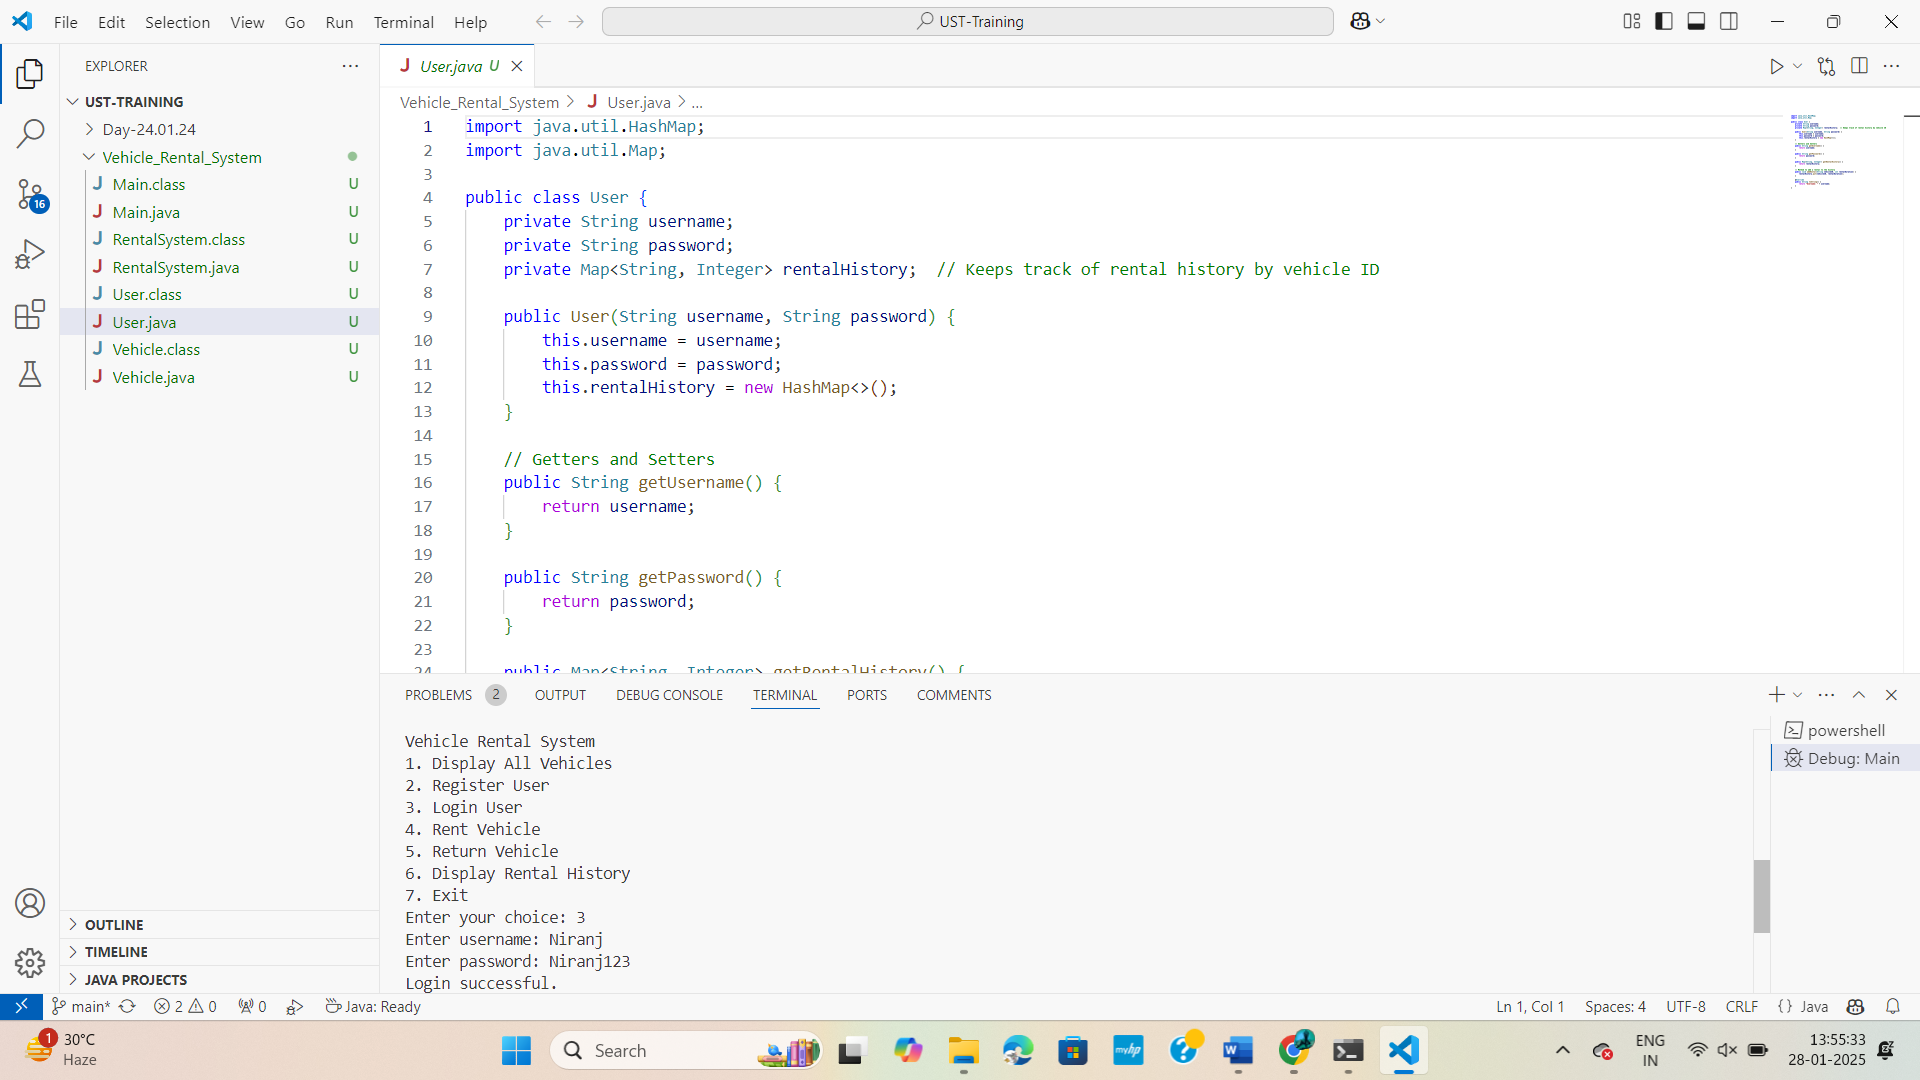 File Edit Selection View Go Run Terminal Help
UST-Training
EXPLORER
UST-TRAINING
Day-24.01.24
Vehicle_Rental_System
Main.class U
Main.java U
RentalSystem.class U
RentalSystem.java U
User.class U
User.java U
Vehicle.class U
Vehicle.java U
16
OUTLINE
TIMELINE
JAVA PROJECTS
J User.java U
Vehicle_Rental_System > J User.java > ...
1 import java.util.HashMap;
2 import java.util.Map;
3
4 public class User {
5 private String username;
6 private String password;
7 private Map<String, Integer> rentalHistory; // Keeps track of rental history by vehicle ID
8
9 public User(String username, String password) {
10 this.username = username;
11 this.password = password;
12 this.rentalHistory = new HashMap<>();
13 }
14
15 // Getters and Setters
16 public String getUsername() {
17 return username;
18 }
19
20 public String getPassword() {
21 return password;
22 }
23
24 public Map<String, Integer> getRentalHistory() {
PROBLEMS 2 OUTPUT DEBUG CONSOLE TERMINAL PORTS COMMENTS
Vehicle Rental System
1. Display All Vehicles
2. Register User
3. Login User
4. Rent Vehicle
5. Return Vehicle
6. Display Rental History
7. Exit
Enter your choice: 3
Enter username: Niranj
Enter password: Niranj123
Login successful.
powershell
Debug: Main
main* 2 0 0 Java: Ready
Ln 1, Col 1 Spaces: 4 UTF-8 CRLF {} Java
1
30°C
Haze
Search
myhp
ENG
IN
13:55:33
28-01-2025